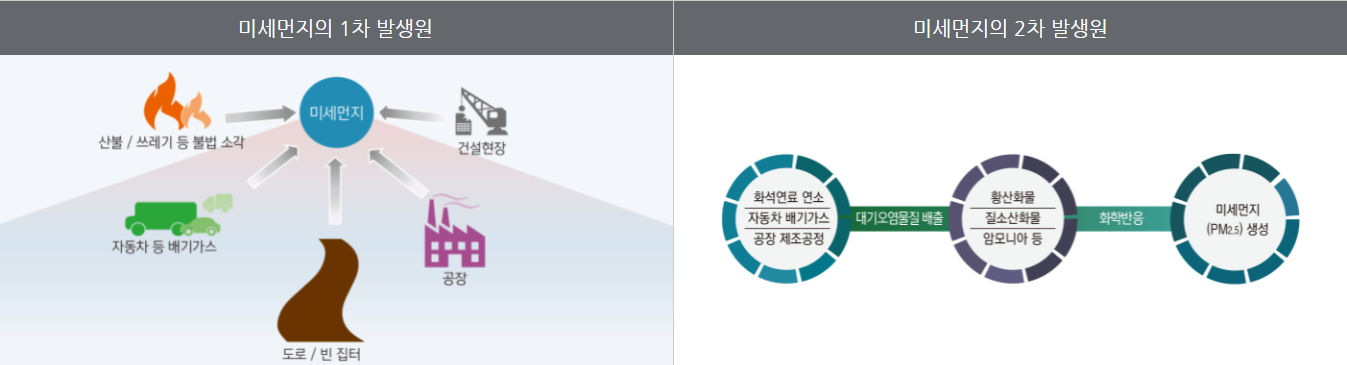 미세먼지의 1차 발생원
미세먼지
산불 / 쓰레기 등 불법 소각
건설현장
자동차 등 배기가스
공장
도로 / 빈 집터
미세먼지의 2차 발생원
화석연료 연소
자동차 배기가스
공장 제조공정
대기오염물질 배출
황산화물
질소산화물
암모니아 등
화학반응
미세먼지
(PM2.5) 생성